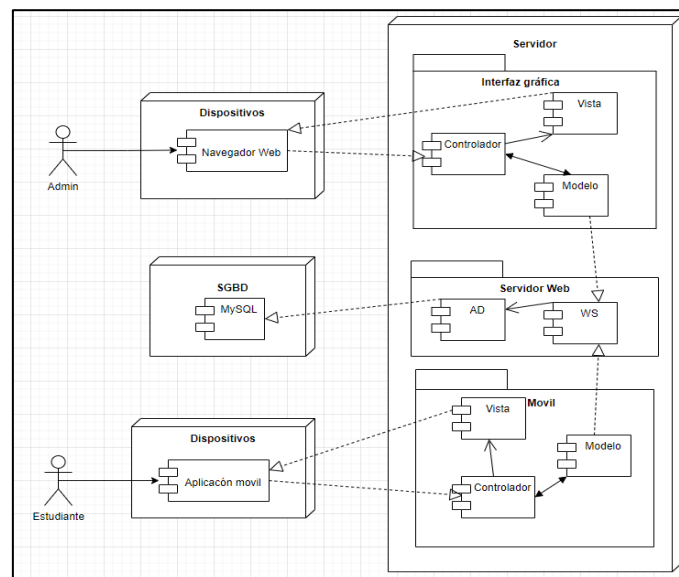 Servidor
Interfaz gráfica
Dispositivos
Vista
Navegador Web
Controlador
Admin
Modelo
SGBD
Servidor Web
MySQL
AD
WS
Movil
Vista
Dispositivos
Modelo
Aplicacón movil
Controlador
Estudiante